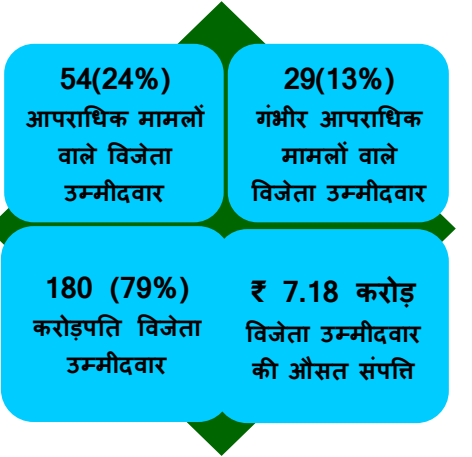 54(24%)
आपराधिक मामलों
वाले विजेता
उम्मीदवार
29(13%)
गंभीर आपराधिक
मामलों वाले
विजेता उम्मीदवार
180 (79%)
करोड़पति विजेता
उम्मीदवार
₹ 7.18 करोड़
विजेता उम्मीदवार
की औसत संपत्ति